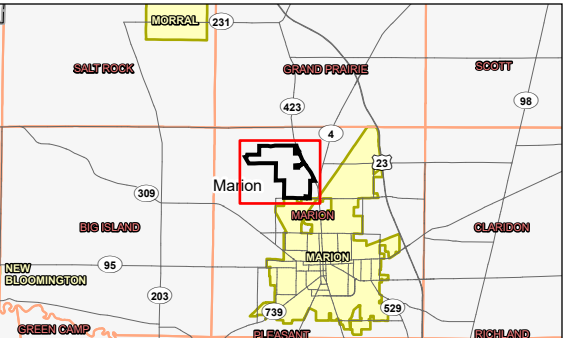 MORRAL
231
SALT ROCK
GRAND PRAIRIE
SCOTT
98
423
4
23
Marion
309
MARION
BIG ISLAND
CLARIDON
MARION
NEW
BLOOMINGTON
95
203
739
529
GREEN CAMP
PLEASANT
RICHLAND